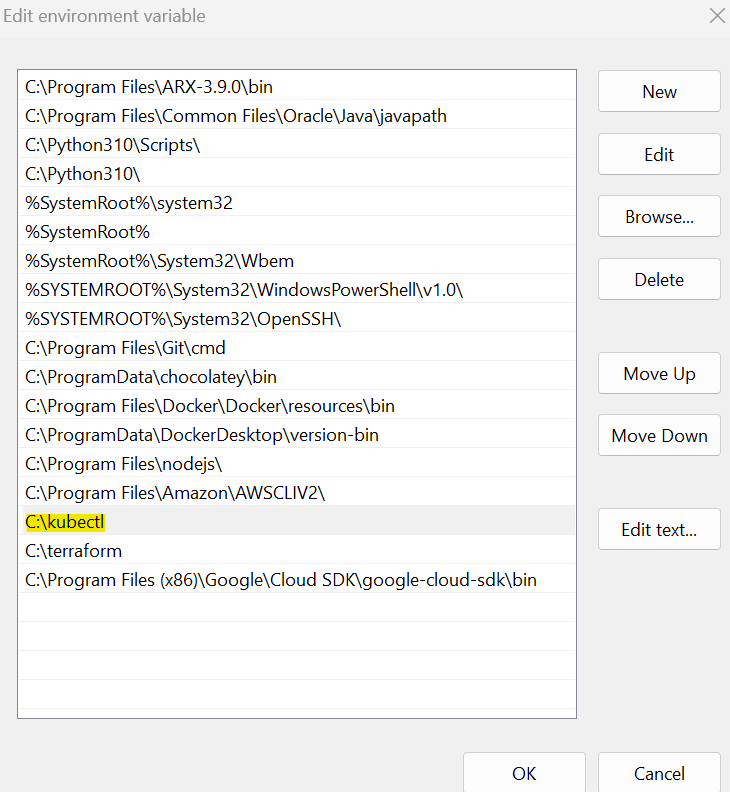 Edit environment variable
C:\Program Files\ARX-3.9.0\bin
C:\Program Files\Common Files\Oracle\Java\javapath
C:\Python310\Scripts\
C:\Python310\
%SystemRoot%\system32
%SystemRoot%
%SystemRoot%\System32\Wbem
%SYSTEMROOT%\System32\WindowsPowerShell\v1.0\
%SYSTEMROOT%\System32\OpenSSH\
C:\Program Files\Git\cmd
C:\ProgramData\chocolatey\bin
C:\Program Files\Docker\Docker\resources\bin
C:\ProgramData\DockerDesktop\version-bin
C:\Program Files\nodejs\
C:\Program Files\Amazon\AWSCLIV2\
C:\kubectl
C:\terraform
C:\Program Files (x86)\Google\Cloud SDK\google-cloud-sdk\bin
New
Edit
Browse...
Delete
Move Up
Move Down
Edit text...
OK
Cancel